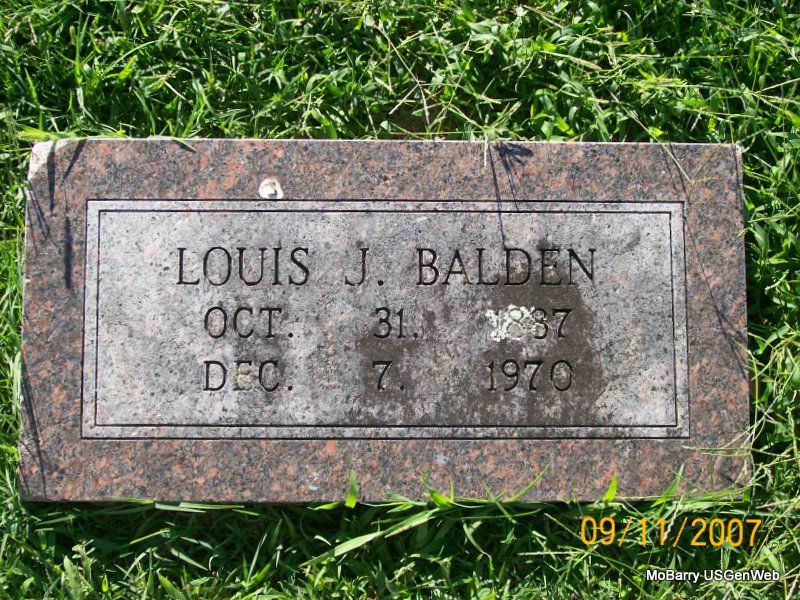 LOUIS J. BALDEN
OCT. 31, 1887
DEC. 7, 1970
09/11/2007
MoBarry USGenWeb